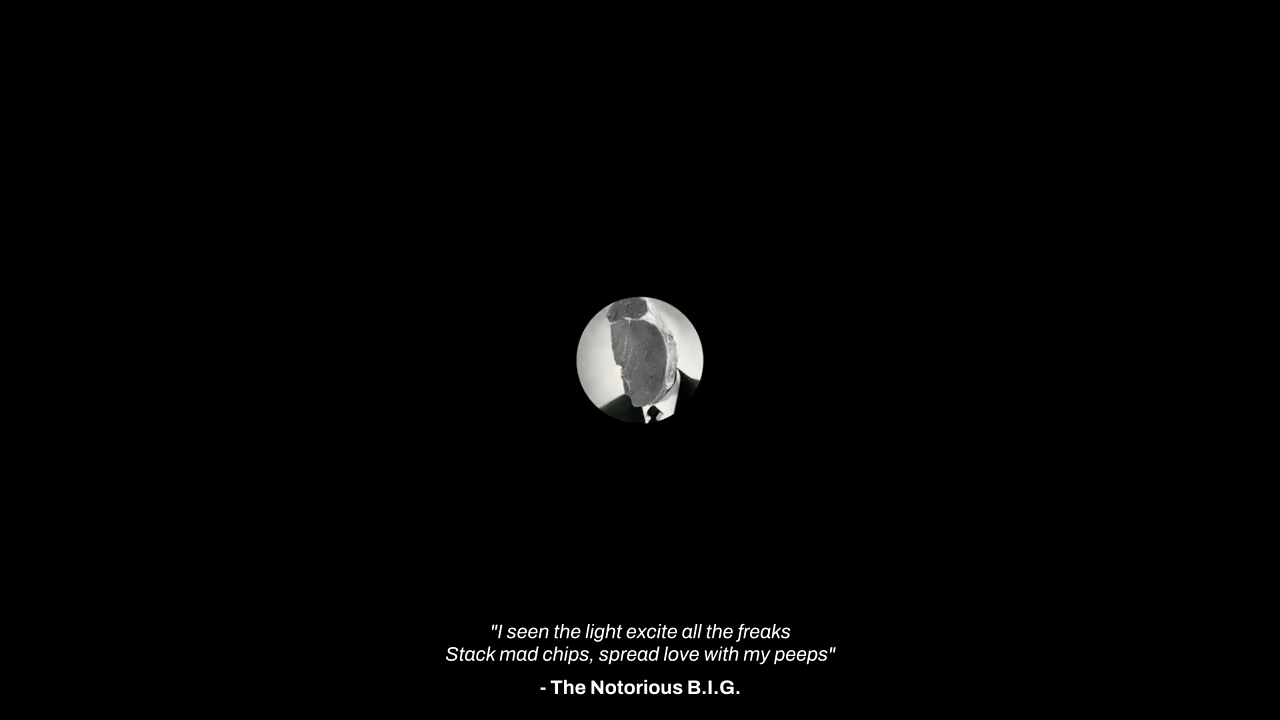 "I seen the light excite all the freaks
Stack mad chips, spread love with my peeps"
- The Notorious B.I.G.